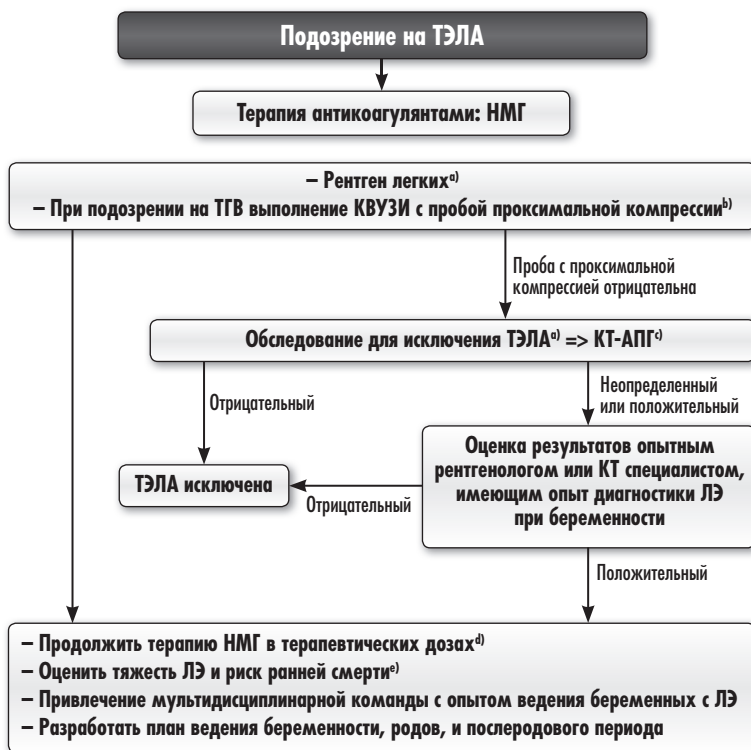 Подозрение на ТЭЛА
Терапия антикоагулянтами: НМГ
– Рентген легких a)
– При подозрении на ТГВ выполнение КВУЗИ с пробой проксимальной компрессии b)
Проба с проксимальной
компрессией отрицательна
Обследование для исключения ТЭЛА a) => КТ-АПГ c)
Отрицательный
Неопределенный
или положительный
Оценка результатов опытным
рентгенологом или КТ специалистом,
имеющим опыт диагностики ЛЭ
при беременности
ТЭЛА исключена
Отрицательный
Положительный
– Продолжить терапию НМГ в терапевтических дозах d)
– Оценить тяжесть ЛЭ и риск ранней смерти e)
– Привлечение мультидисциплинарной команды с опытом ведения беременных с ЛЭ
– Разработать план ведения беременности, родов, и послеродового периода